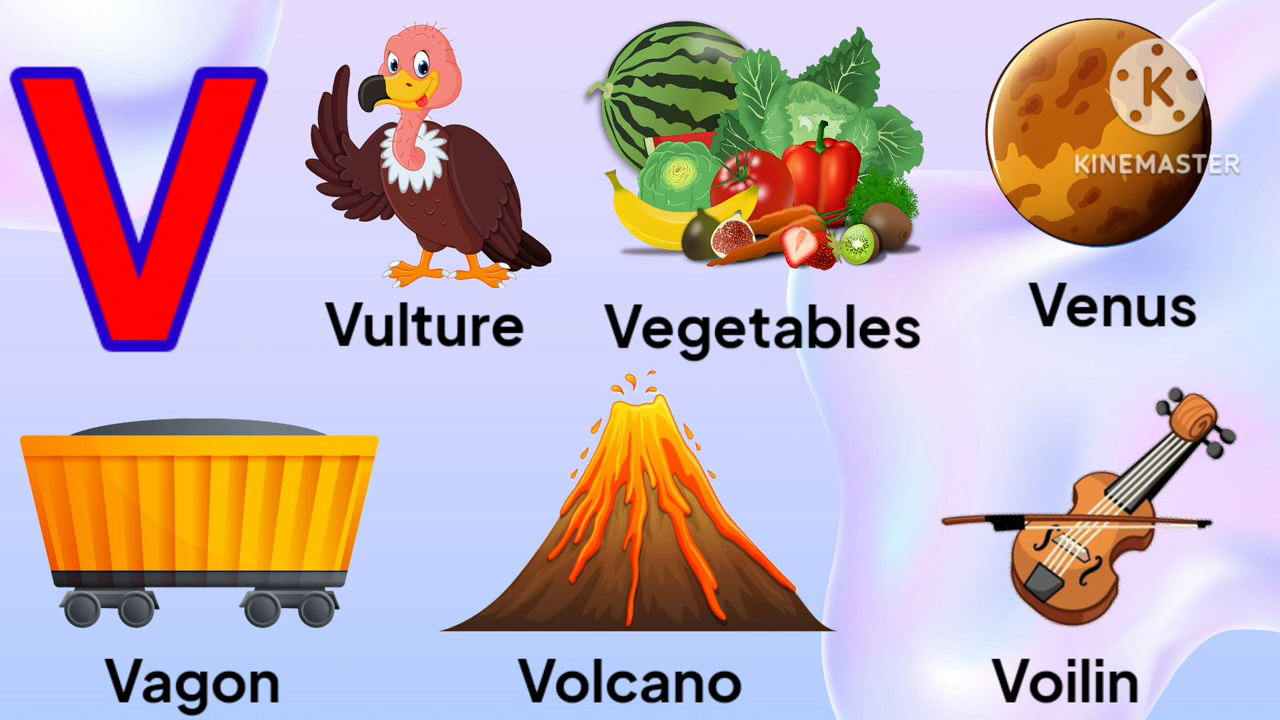 V
Vulture
Vegetables
K
KINEMASTER
Venus
Vagon
Volcano
Voilin